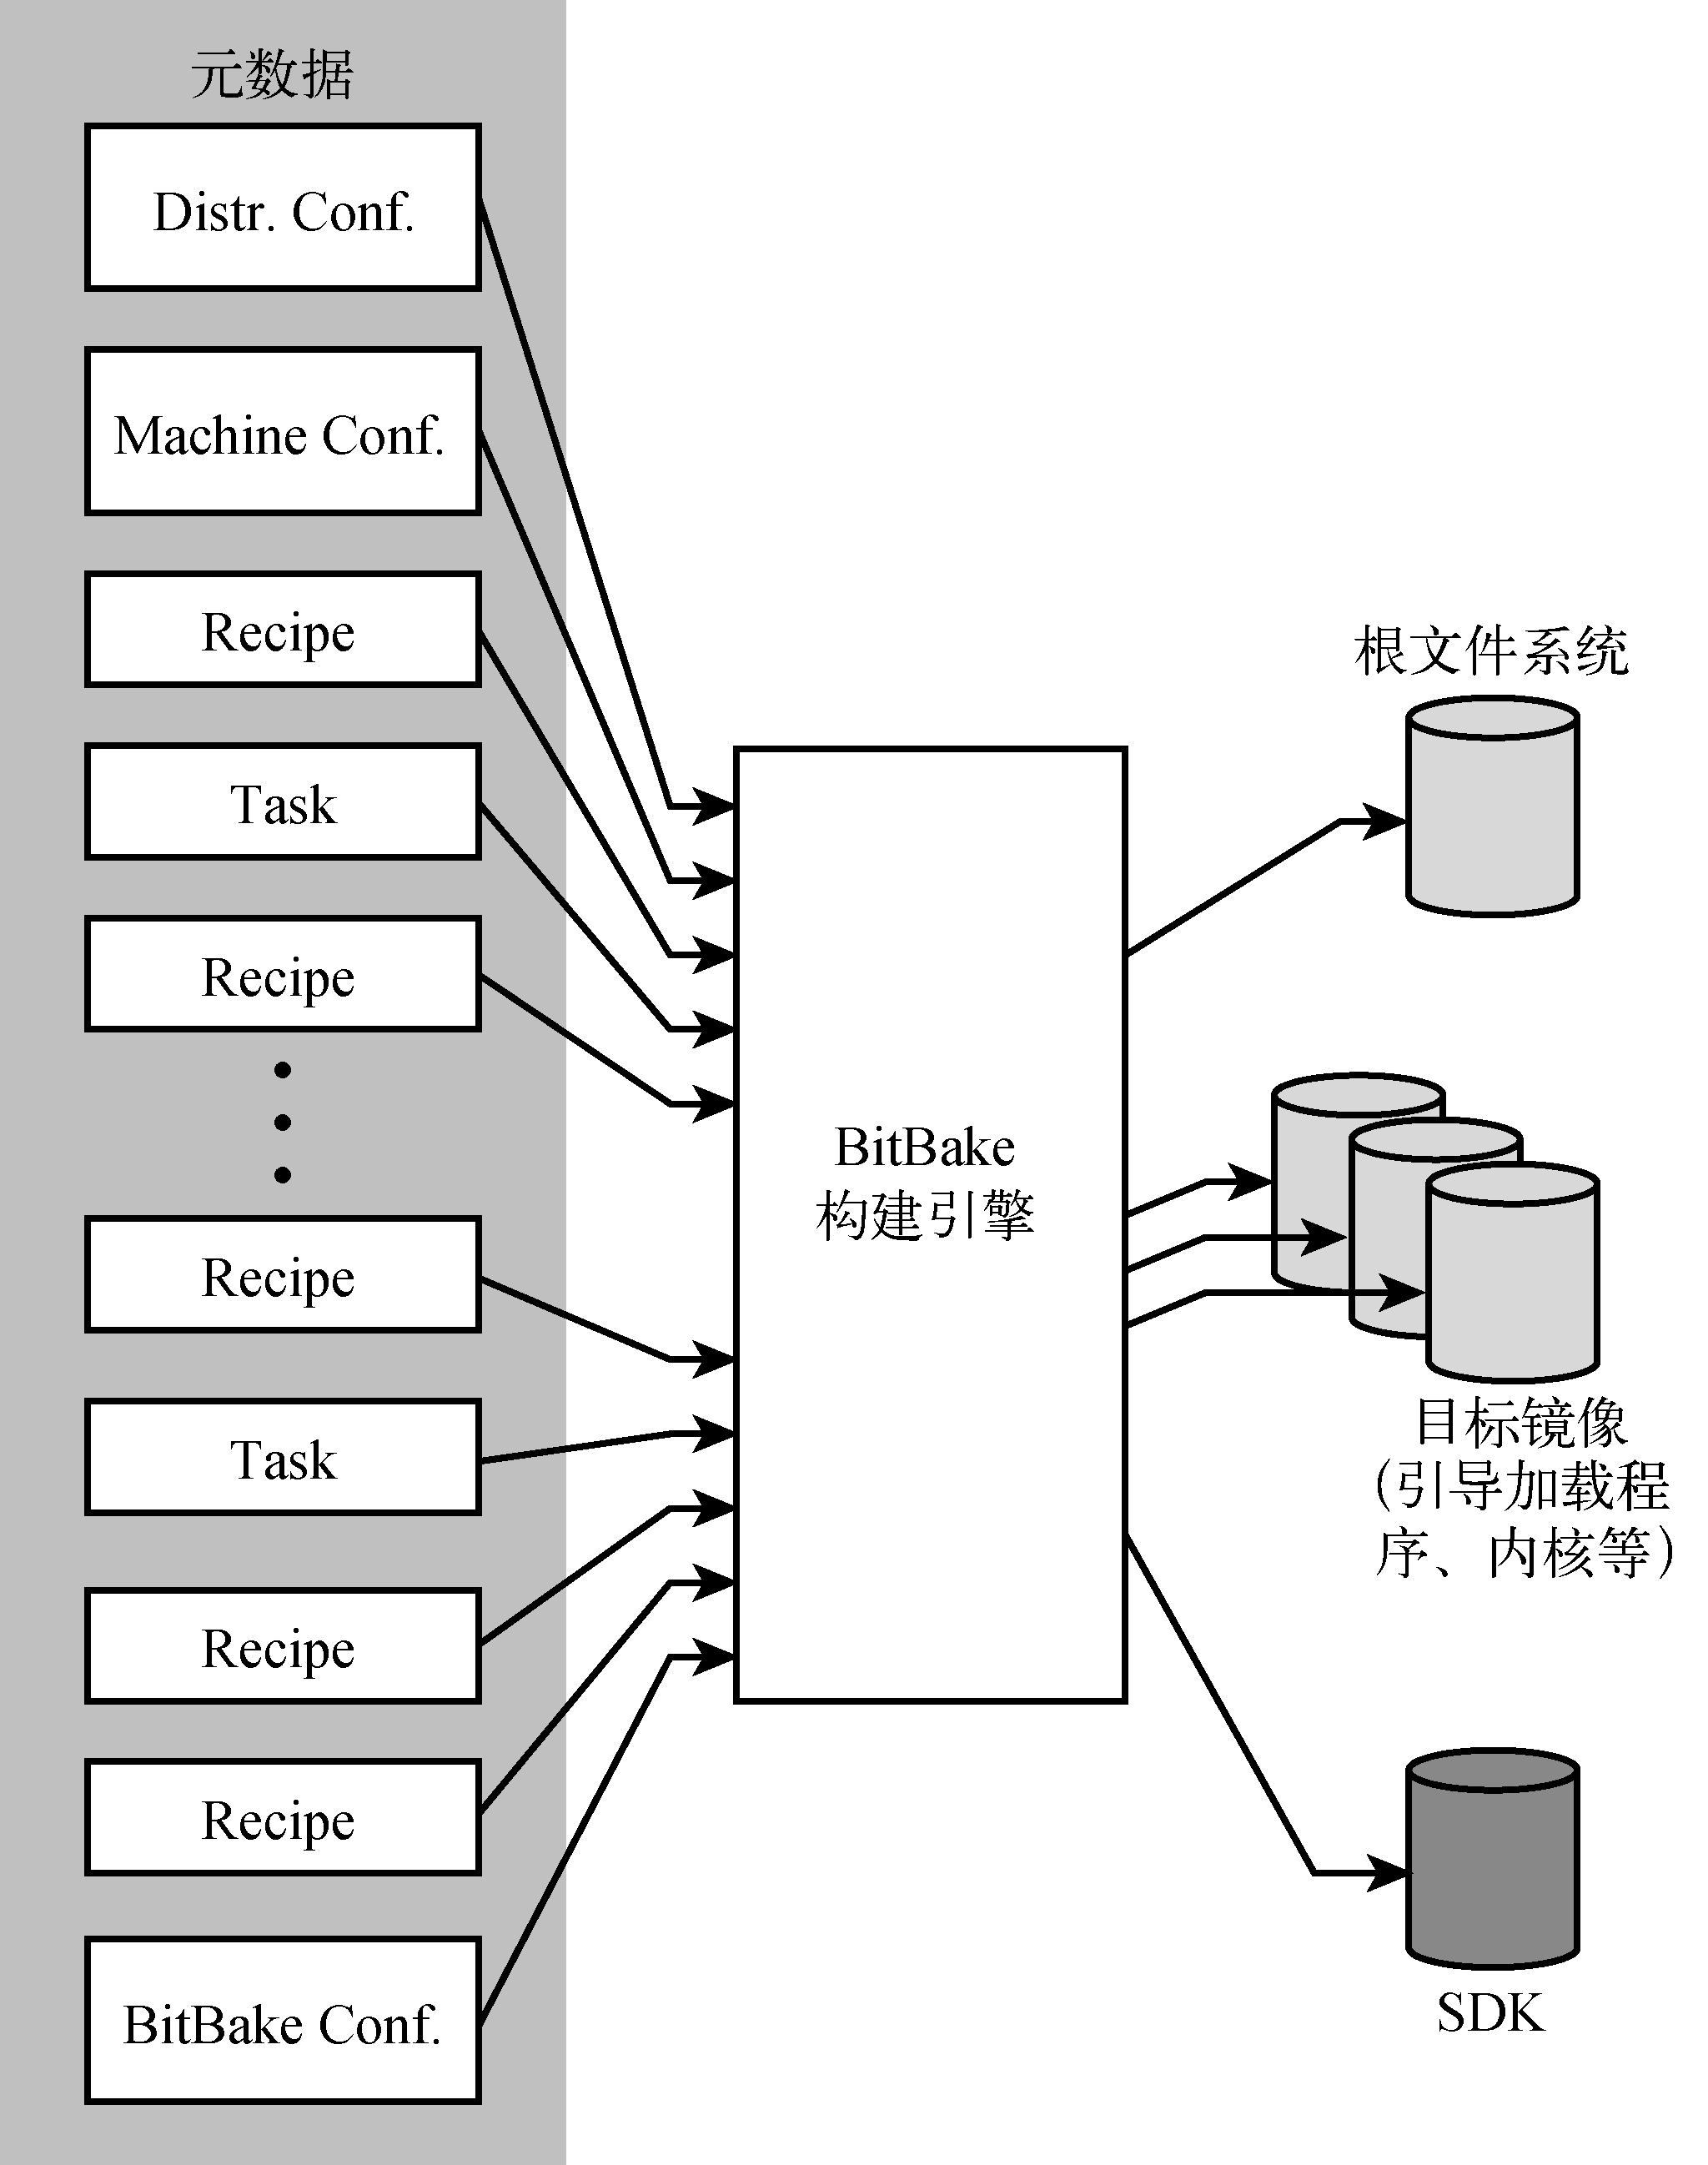 元数据
Distr. Conf.
Machine Conf.
Recipe
Task
Recipe
Recipe
Task
Recipe
Recipe
BitBake Conf.
BitBake
构建引擎
根文件系统
目标镜像
(引导加载程
序、内核等)
SDK